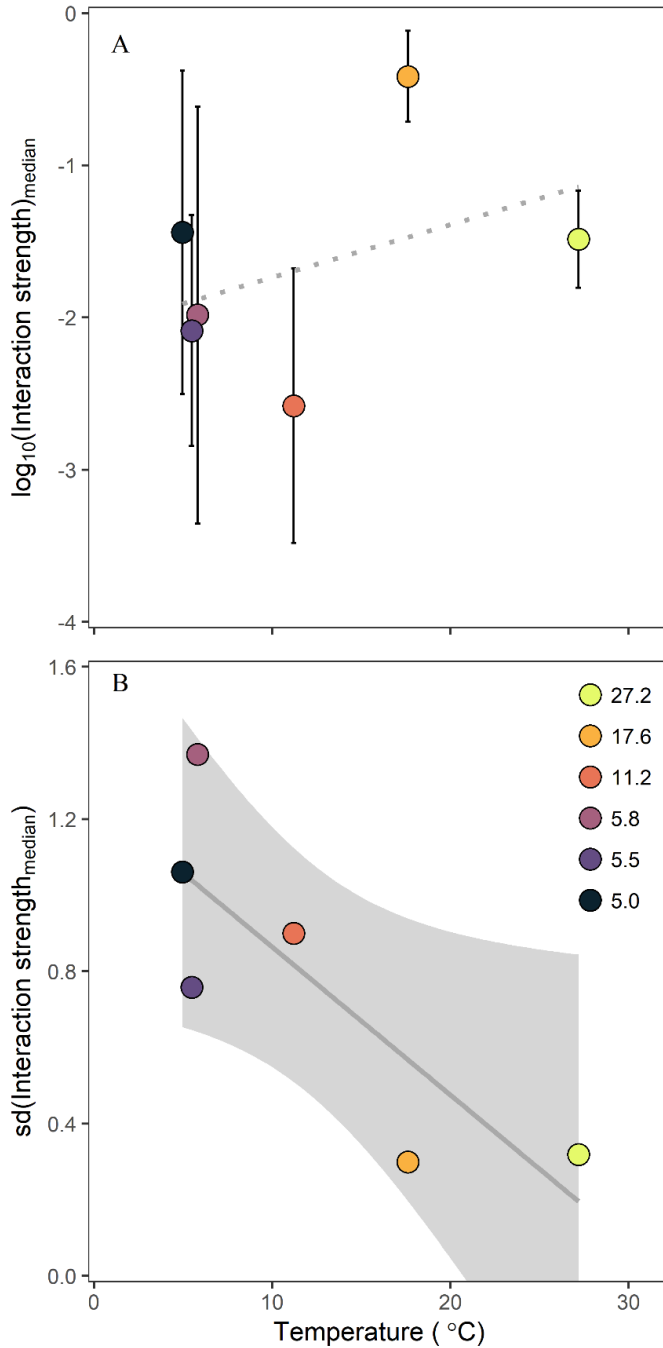 A
0
-1
-2
-3
-4
log10(Interaction strength)median
B
1.6
1.2
0.8
0.4
0.0
sd(Interaction strengthmedian)
27.2
17.6
11.2
5.8
5.5
5.0
0 10 20 30
Temperature ( °C)